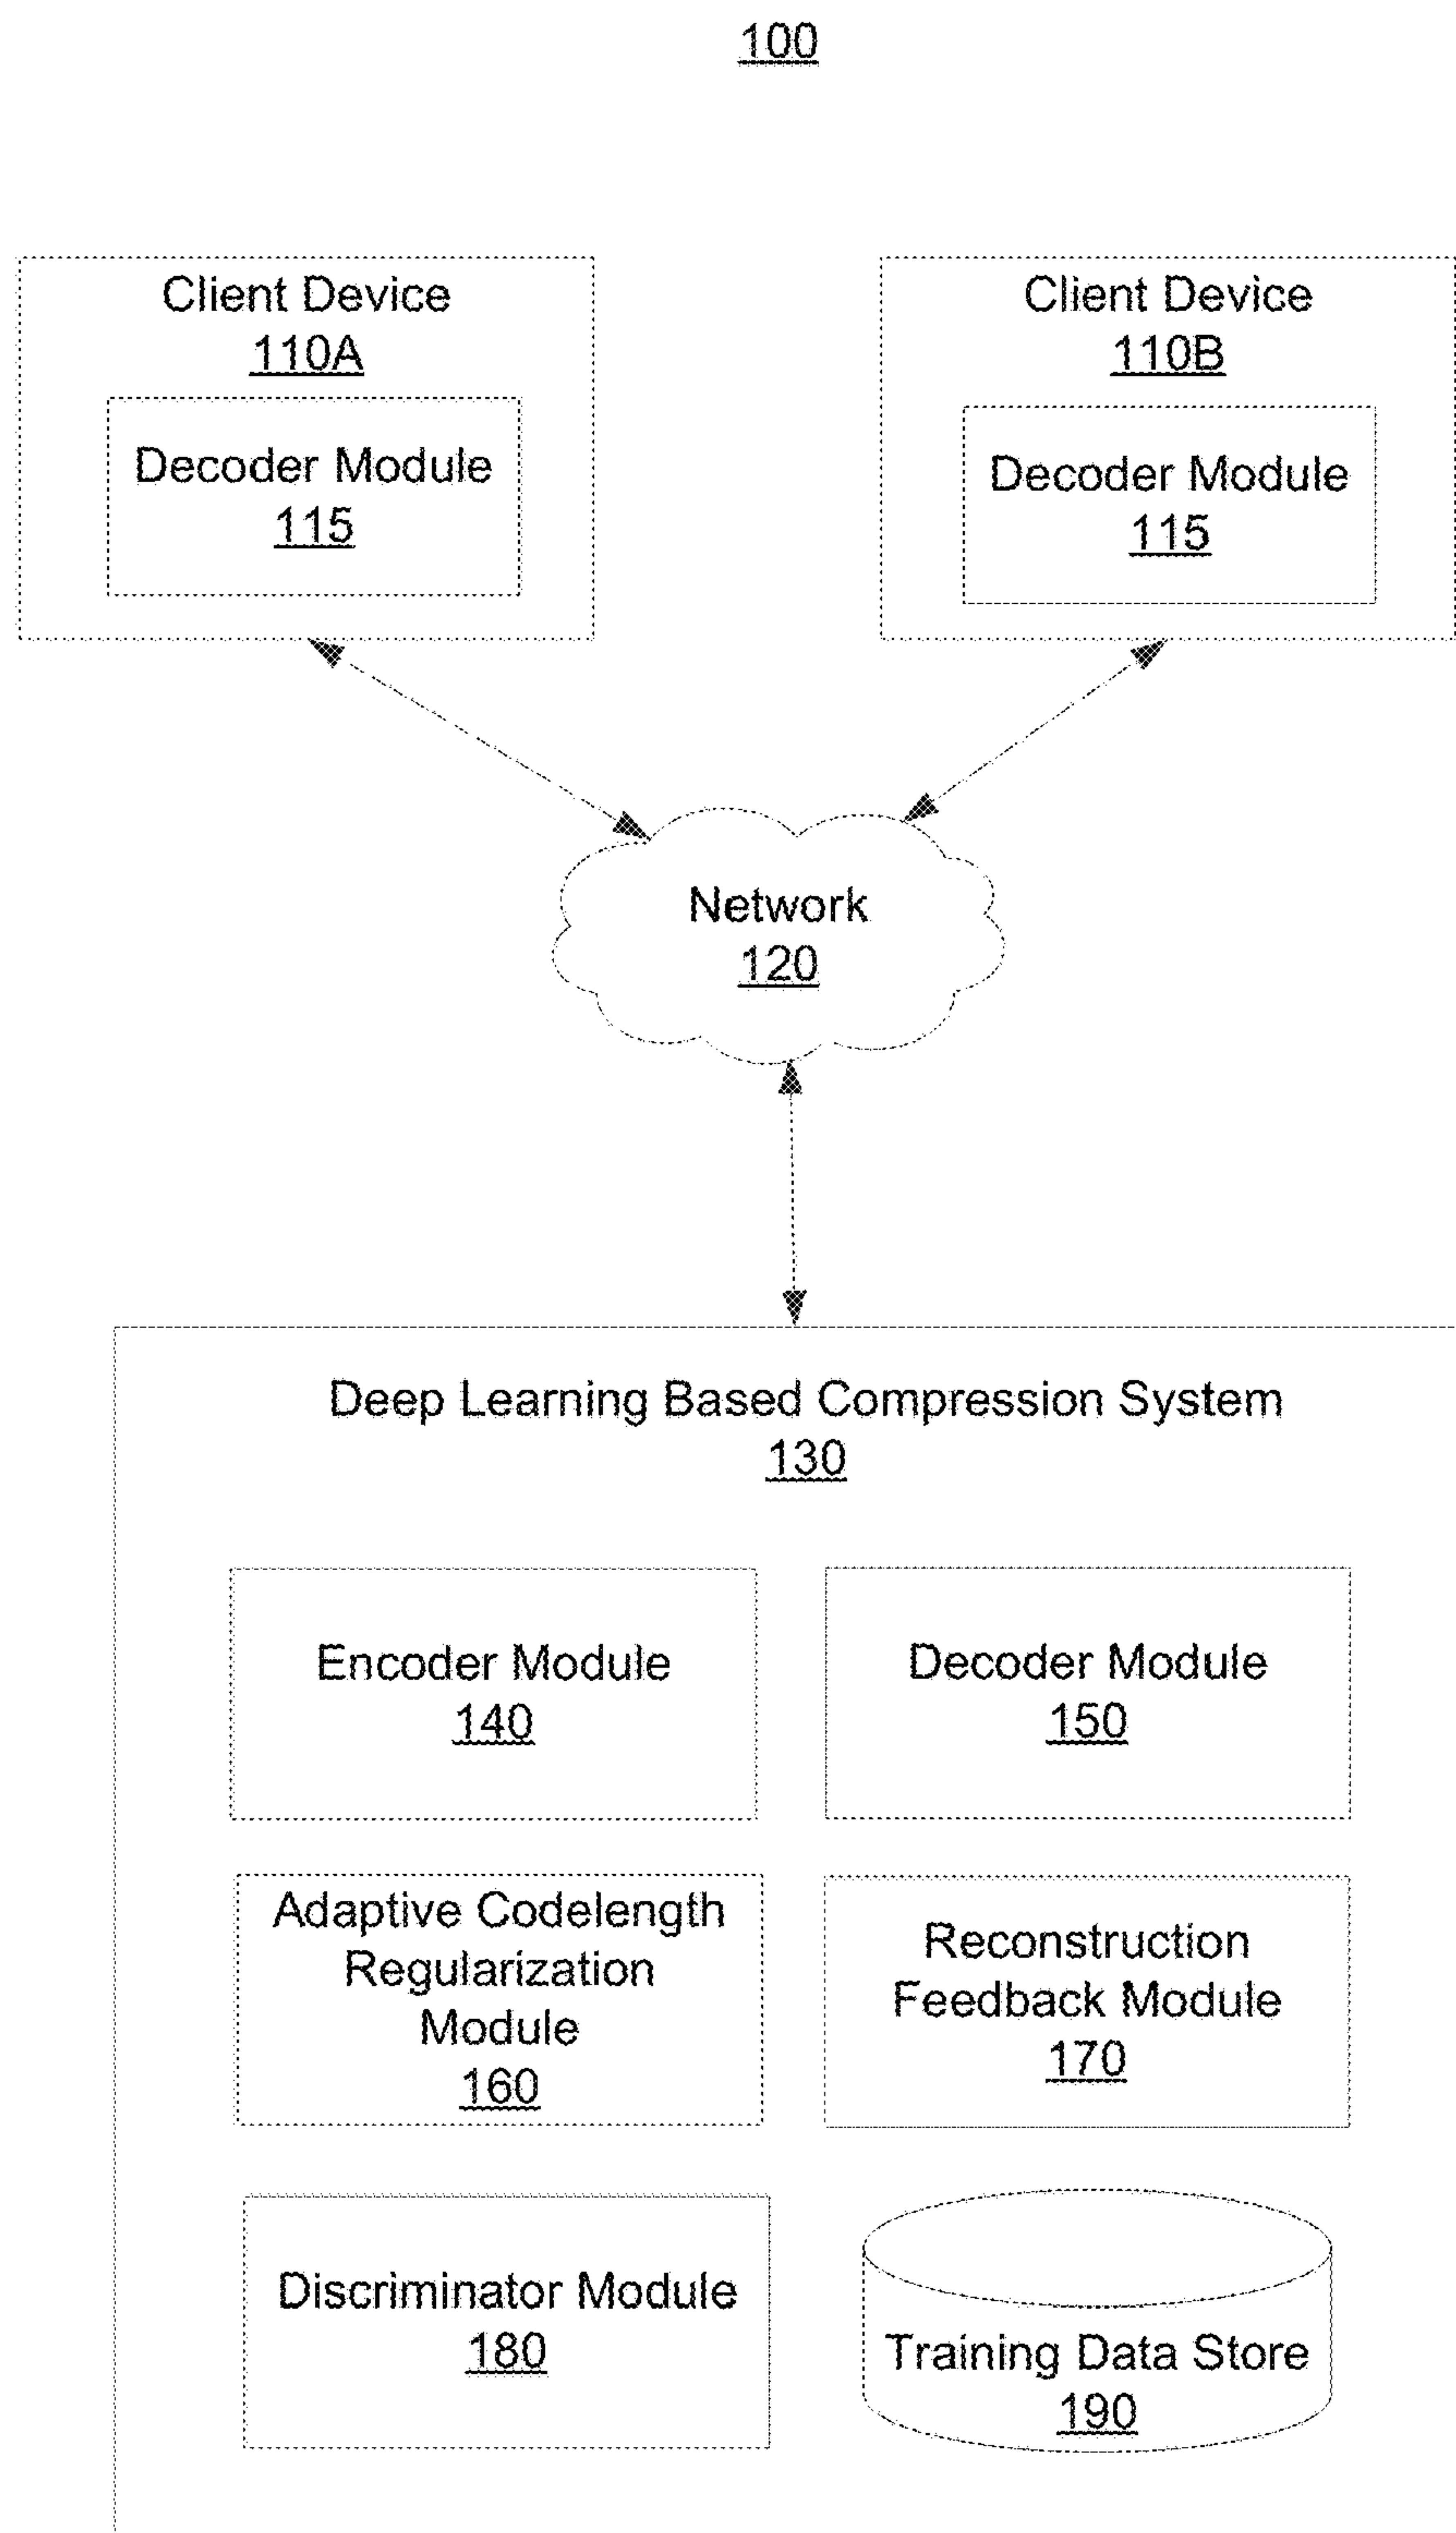 100
Client Device
110A
Decoder Module
115
Client Device
110B
Decoder Module
115
Network
120
Deep Learning Based Compression System
130
Encoder Module
140
Decoder Module
150
Adaptive Codelength
Regularization
Module
160
Reconstruction
Feedback Module
170
Discriminator Module
180
Training Data Store
190